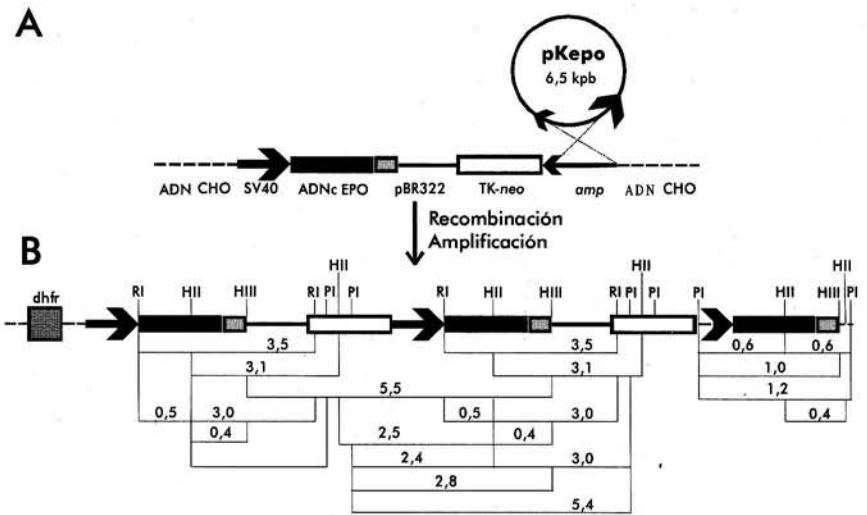 A
pKepo
6,5 kpb
ADN CHO SV40 ADNc EPO pBR322 TK-neo amp ADN CHO
Recombinación
Amplificación
B
dhfr
RI HII HIII RI PI HII PI RI HII HIII RI PI HII PI PI HII HIII HII PI
3,5 3,5 0,6 0,6
3,1 3,1 1,0
5,5 1,2
0,5 3,0 0,5 3,0 0,4
0,4 2,5 0,4
2,4 3,0
2,8
5,4